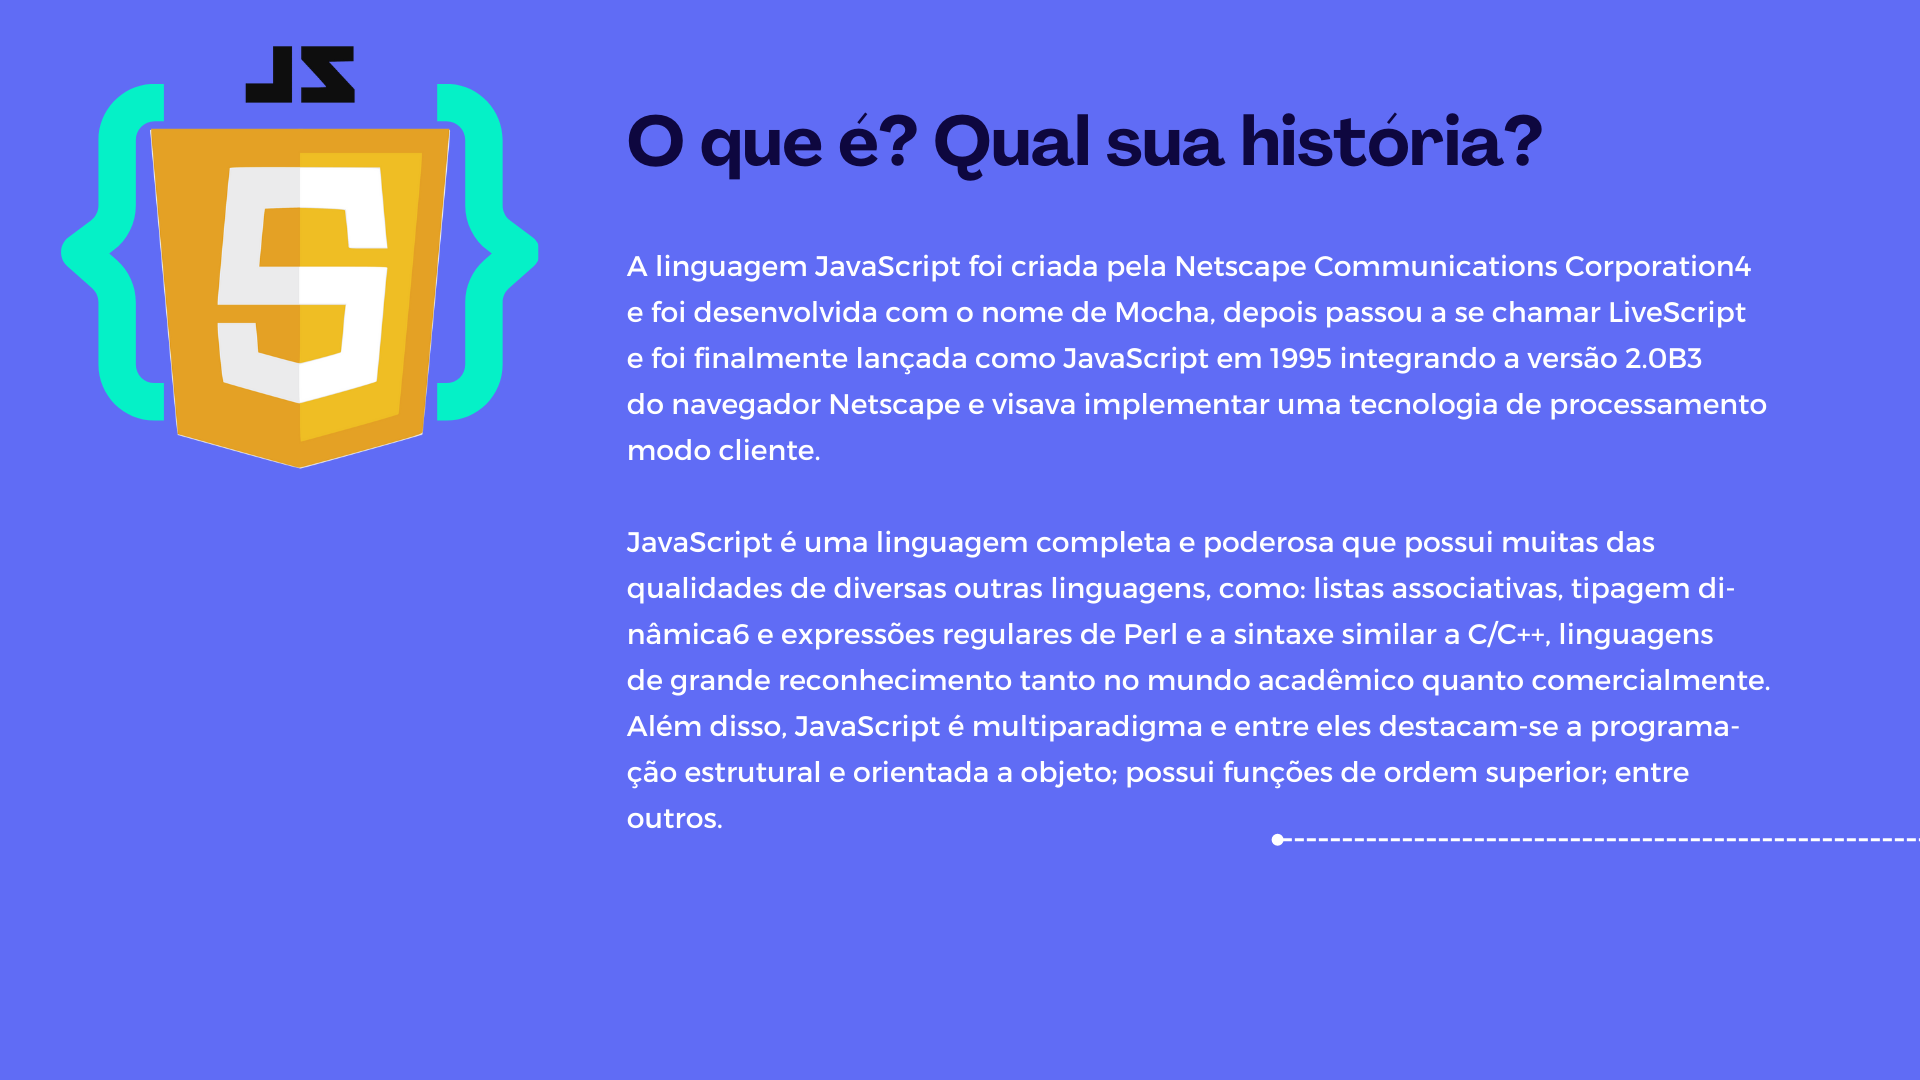 JS
O que é? Qual sua história?
A linguagem JavaScript foi criada pela Netscape Communications Corporation4
e foi desenvolvida com o nome de Mocha, depois passou a se chamar LiveScript
e foi finalmente lançada como JavaScript em 1995 integrando a versão 2.0B3
do navegador Netscape e visava implementar uma tecnologia de processamento
modo cliente.
JavaScript é uma linguagem completa e poderosa que possui muitas das
qualidades de diversas outras linguagens, como: listas associativas, tipagem di-
nâmica6 e expressões regulares de Perl e a sintaxe similar a C/C++, linguagens
de grande reconhecimento tanto no mundo acadêmico quanto comercialmente.
Além disso, JavaScript é multiparadigma e entre eles destacam-se a programa-
ção estrutural e orientada a objeto; possui funções de ordem superior; entre
outros.